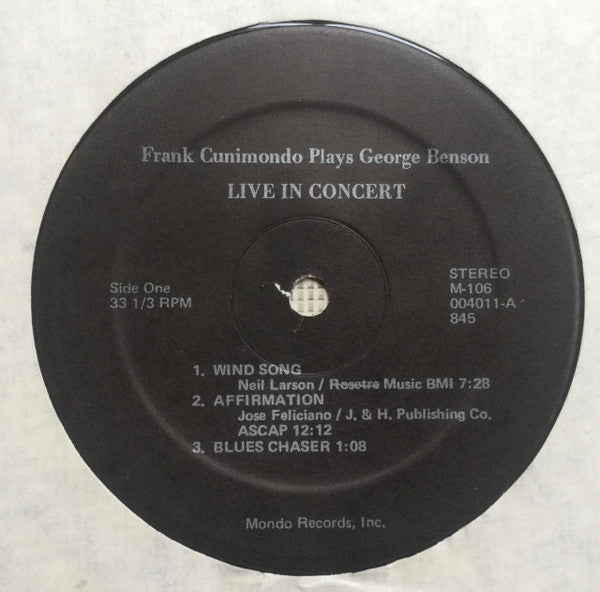 Frank Cunimondo Plays George Benson
LIVE IN CONCERT
Side One
33 1/3 RPM
STEREO
M-106
004011-A
845
1. WIND SONG
Neil Larson / Rosetre Music BMI 7:28
2. AFFIRMATION
Jose Feliciano / J. & H. Publishing Co.
ASCAP 12:12
3. BLUES CHASER 1:08
Mondo Records, Inc.